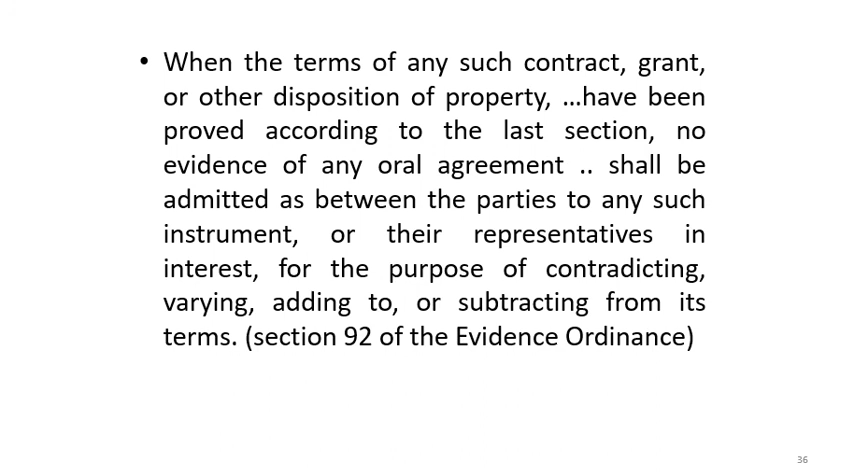 • When the terms of any such contract, grant,
or other disposition of property, …have been
proved according to the last section, no
evidence of any oral agreement .. shall be
admitted as between the parties to any such
instrument, or their representatives in
interest, for the purpose of contradicting,
varying, adding to, or subtracting from its
terms. (section 92 of the Evidence Ordinance)
36